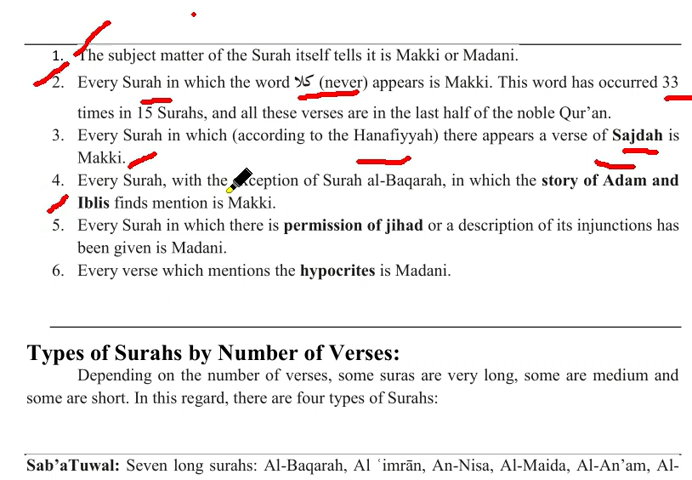 1. The subject matter of the Surah itself tells it is Makki or Madani.
2. Every Surah in which the word كلا (never) appears is Makki. This word has occurred 33
times in 15 Surahs, and all these verses are in the last half of the noble Qur’an.
3. Every Surah in which (according to the Hanafiyyah) there appears a verse of Sajdah is
Makki.
4. Every Surah, with the exception of Surah al-Baqarah, in which the story of Adam and
Iblis finds mention is Makki.
5. Every Surah in which there is permission of jihad or a description of its injunctions has
been given is Madani.
6. Every verse which mentions the hypocrites is Madani.
Types of Surahs by Number of Verses:
Depending on the number of verses, some suras are very long, some are medium and
some are short. In this regard, there are four types of Surahs:
Sab’aTuwal: Seven long surahs: Al-Baqarah, Al ʿimrān, An-Nisa, Al-Maida, Al-An’am, Al-